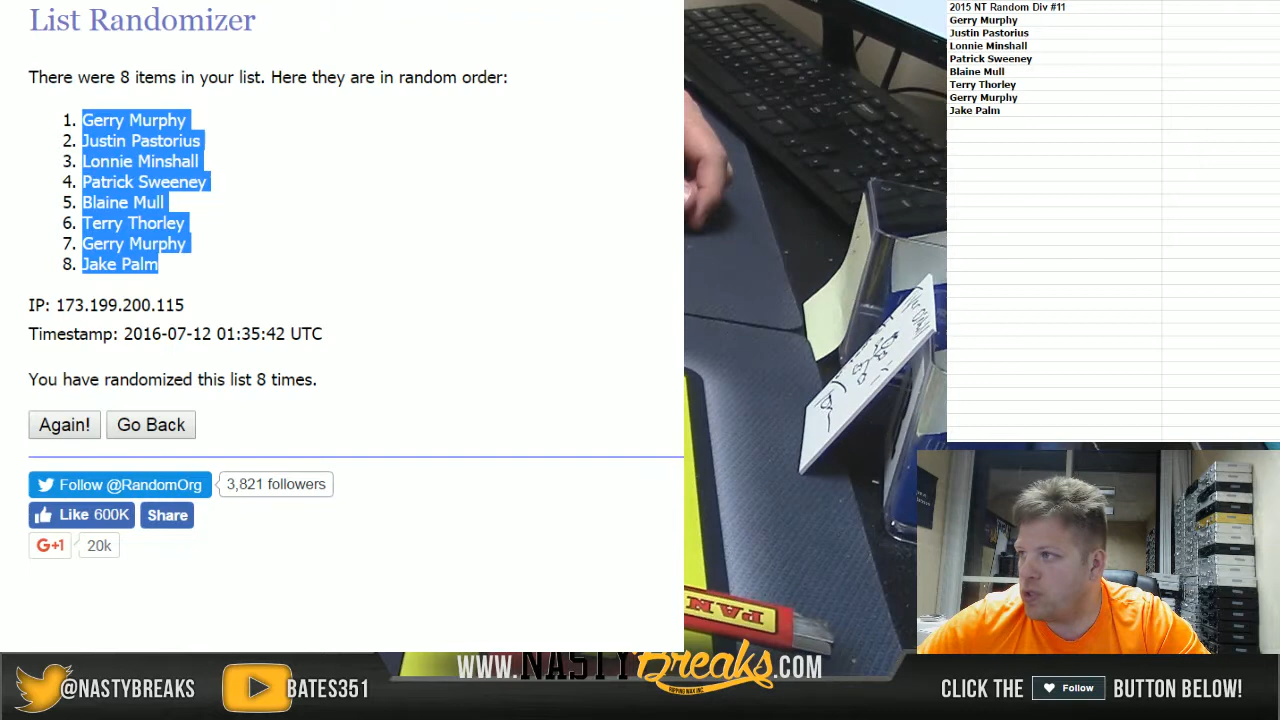 List Randomizer
There were 8 items in your list. Here they are in random order:
1. Gerry Murphy
2. Justin Pastorius
3. Lonnie Minshall
4. Patrick Sweeney
5. Blaine Mull
6. Terry Thorley
7. Gerry Murphy
8. Jake Palm
IP: 173.199.200.115
Timestamp: 2016-07-12 01:35:42 UTC
You have randomized this list 8 times.
Again! Go Back
Follow @RandomOrg 3,821 followers
Like 600K Share
G+1 20k
2015 NT Random Div #11
Gerry Murphy
Justin Pastorius
Lonnie Minshall
Patrick Sweeney
Blaine Mull
Terry Thorley
Gerry Murphy
Jake Palm
@NASTYBREAKS BATES351
WWW.NASTYBreaks.COM
RIPPING WAX INC.
CLICK THE Follow BUTTON BELOW!